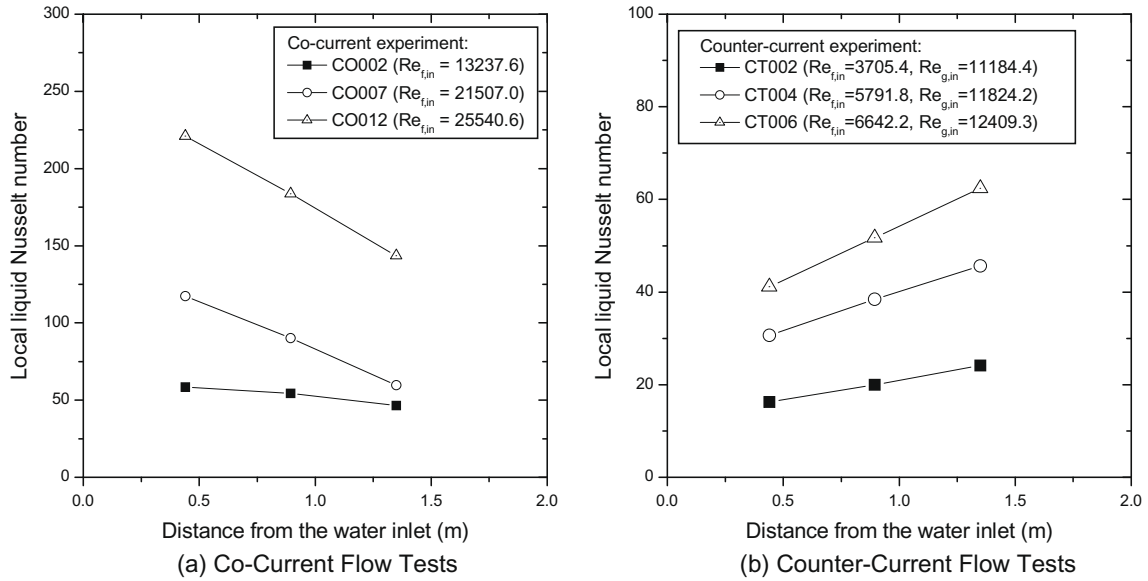 300
250
200
150
100
50
0
Local liquid Nusselt number
Co-current experiment:
CO002 (Re_f,in = 13237.6)
CO007 (Re_f,in = 21507.0)
CO012 (Re_f,in = 25540.6)
0.0 0.5 1.0 1.5 2.0
Distance from the water inlet (m)
(a) Co-Current Flow Tests
100
80
60
40
20
0
Local liquid Nusselt number
Counter-current experiment:
CT002 (Re_f,in=3705.4, Re_g,in=11184.4)
CT004 (Re_f,in=5791.8, Re_g,in=11824.2)
CT006 (Re_f,in=6642.2, Re_g,in=12409.3)
0.0 0.5 1.0 1.5 2.0
Distance from the water inlet (m)
(b) Counter-Current Flow Tests